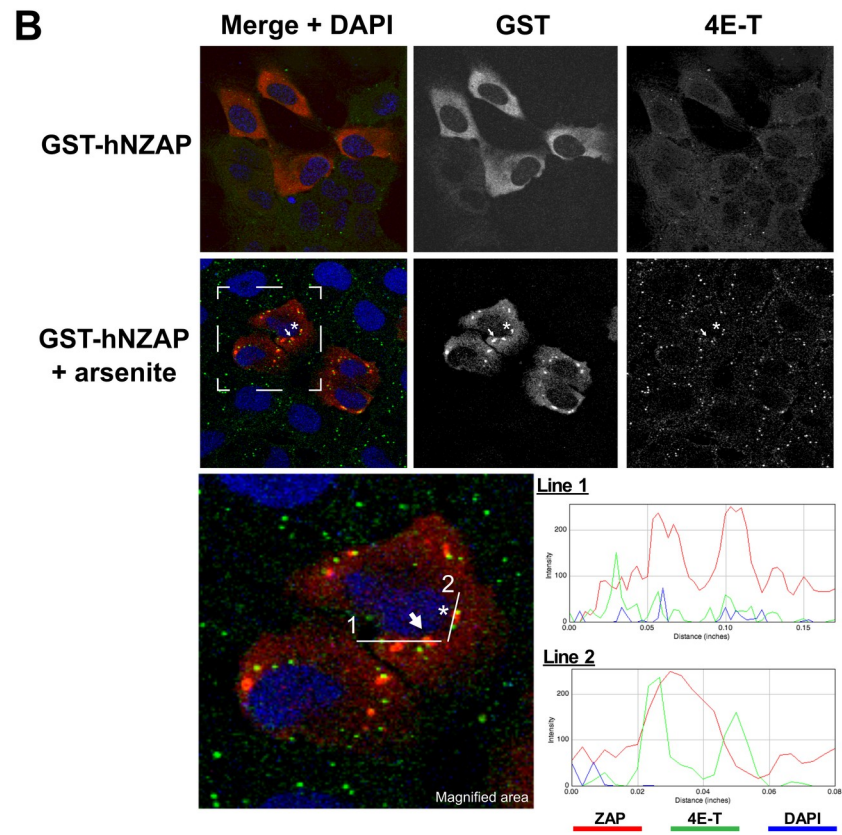 B
Merge + DAPI GST 4E-T
GST-hNZAP
GST-hNZAP
+ arsenite
*
*
*
Line 1
200
100
0
Intensity
0.00 0.05 0.10 0.15
Distance (inches)
1
2
*
Magnified area
Line 2
200
100
0
Intensity
0.00 0.02 0.04 0.06 0.08
Distance (inches)
ZAP 4E-T DAPI